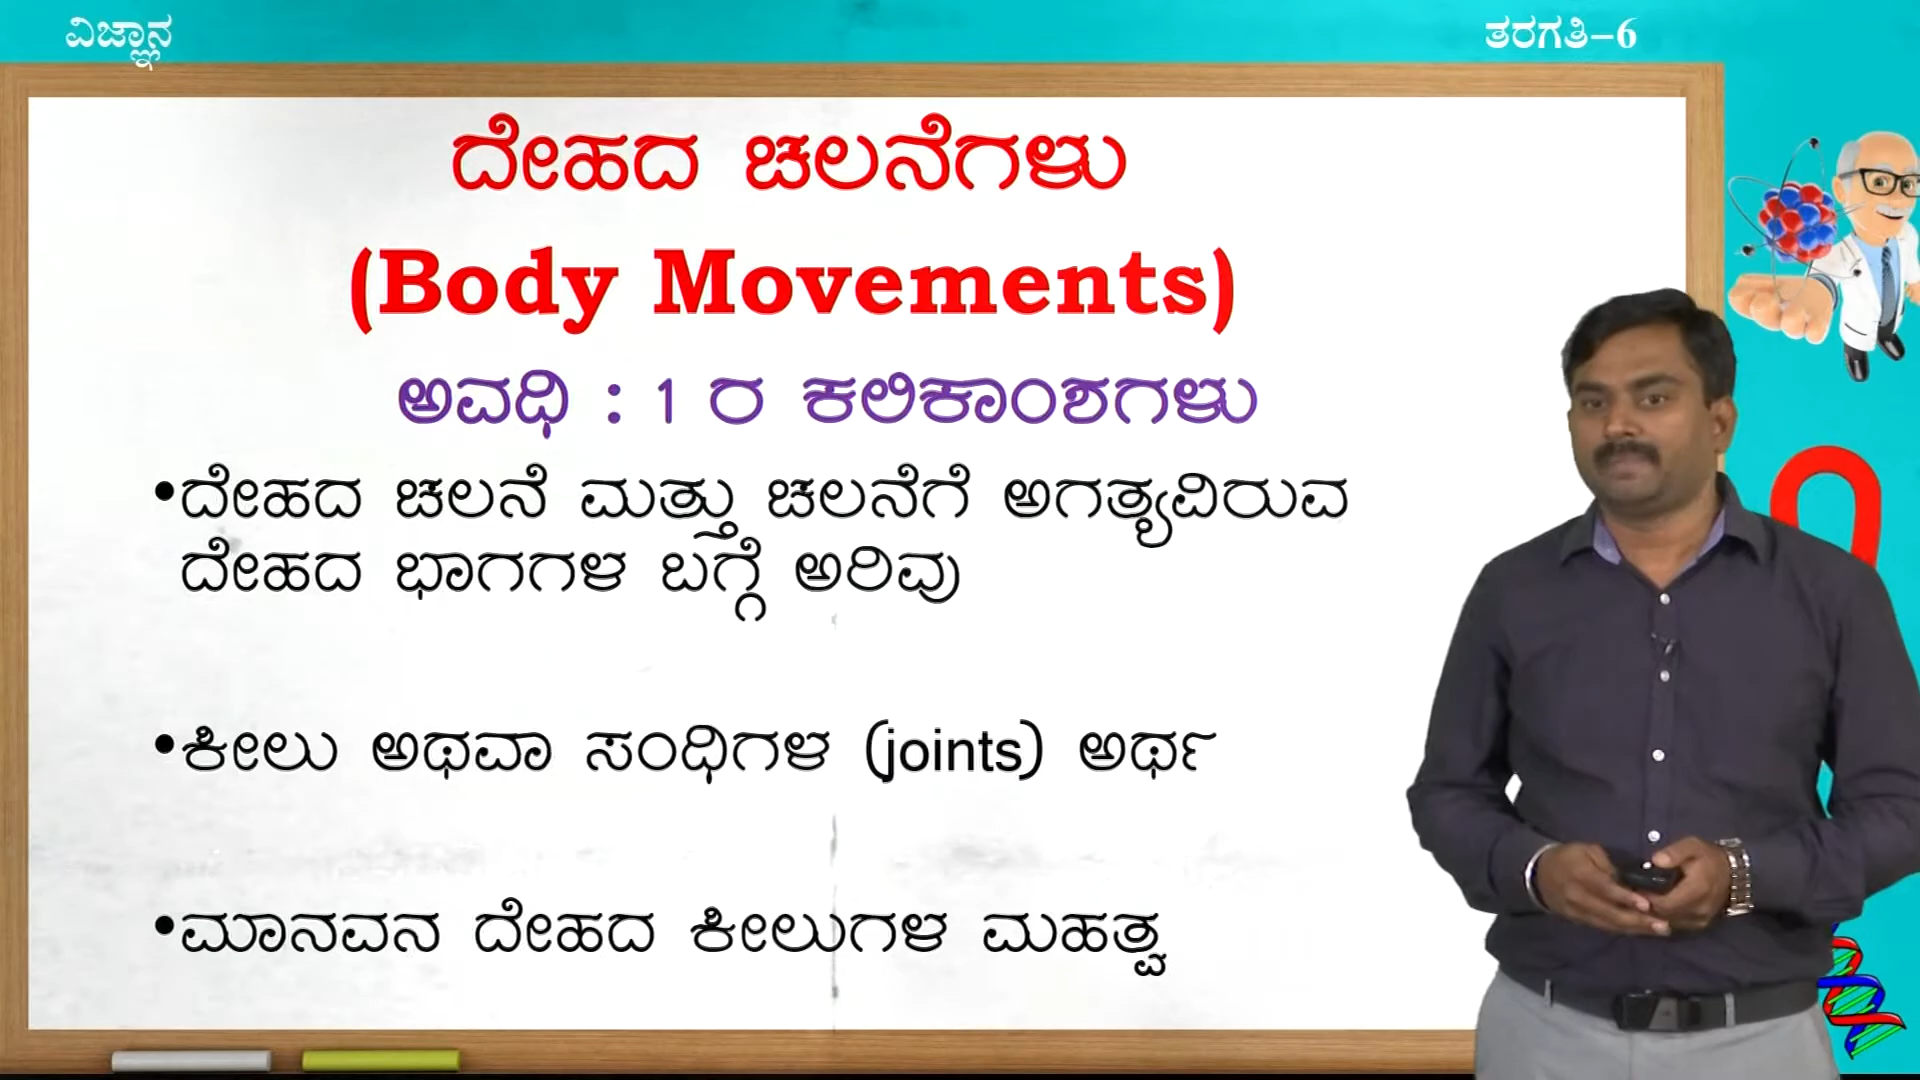 ವಿಜ್ಞಾನ
ತರಗತಿ–6
ದೇಹದ ಚಲನೆಗಳು
(Body Movements)
ಅವಧಿ : 1 ರ ಕಲಿಕಾಂಶಗಳು
•ದೇಹದ ಚಲನೆ ಮತ್ತು ಚಲನೆಗೆ ಅಗತ್ಯವಿರುವ
ದೇಹದ ಭಾಗಗಳ ಬಗ್ಗೆ ಅರಿವು
•ಕೀಲು ಅಥವಾ ಸಂಧಿಗಳ (joints) ಅರ್ಥ
•ಮಾನವನ ದೇಹದ ಕೀಲುಗಳ ಮಹತ್ವ